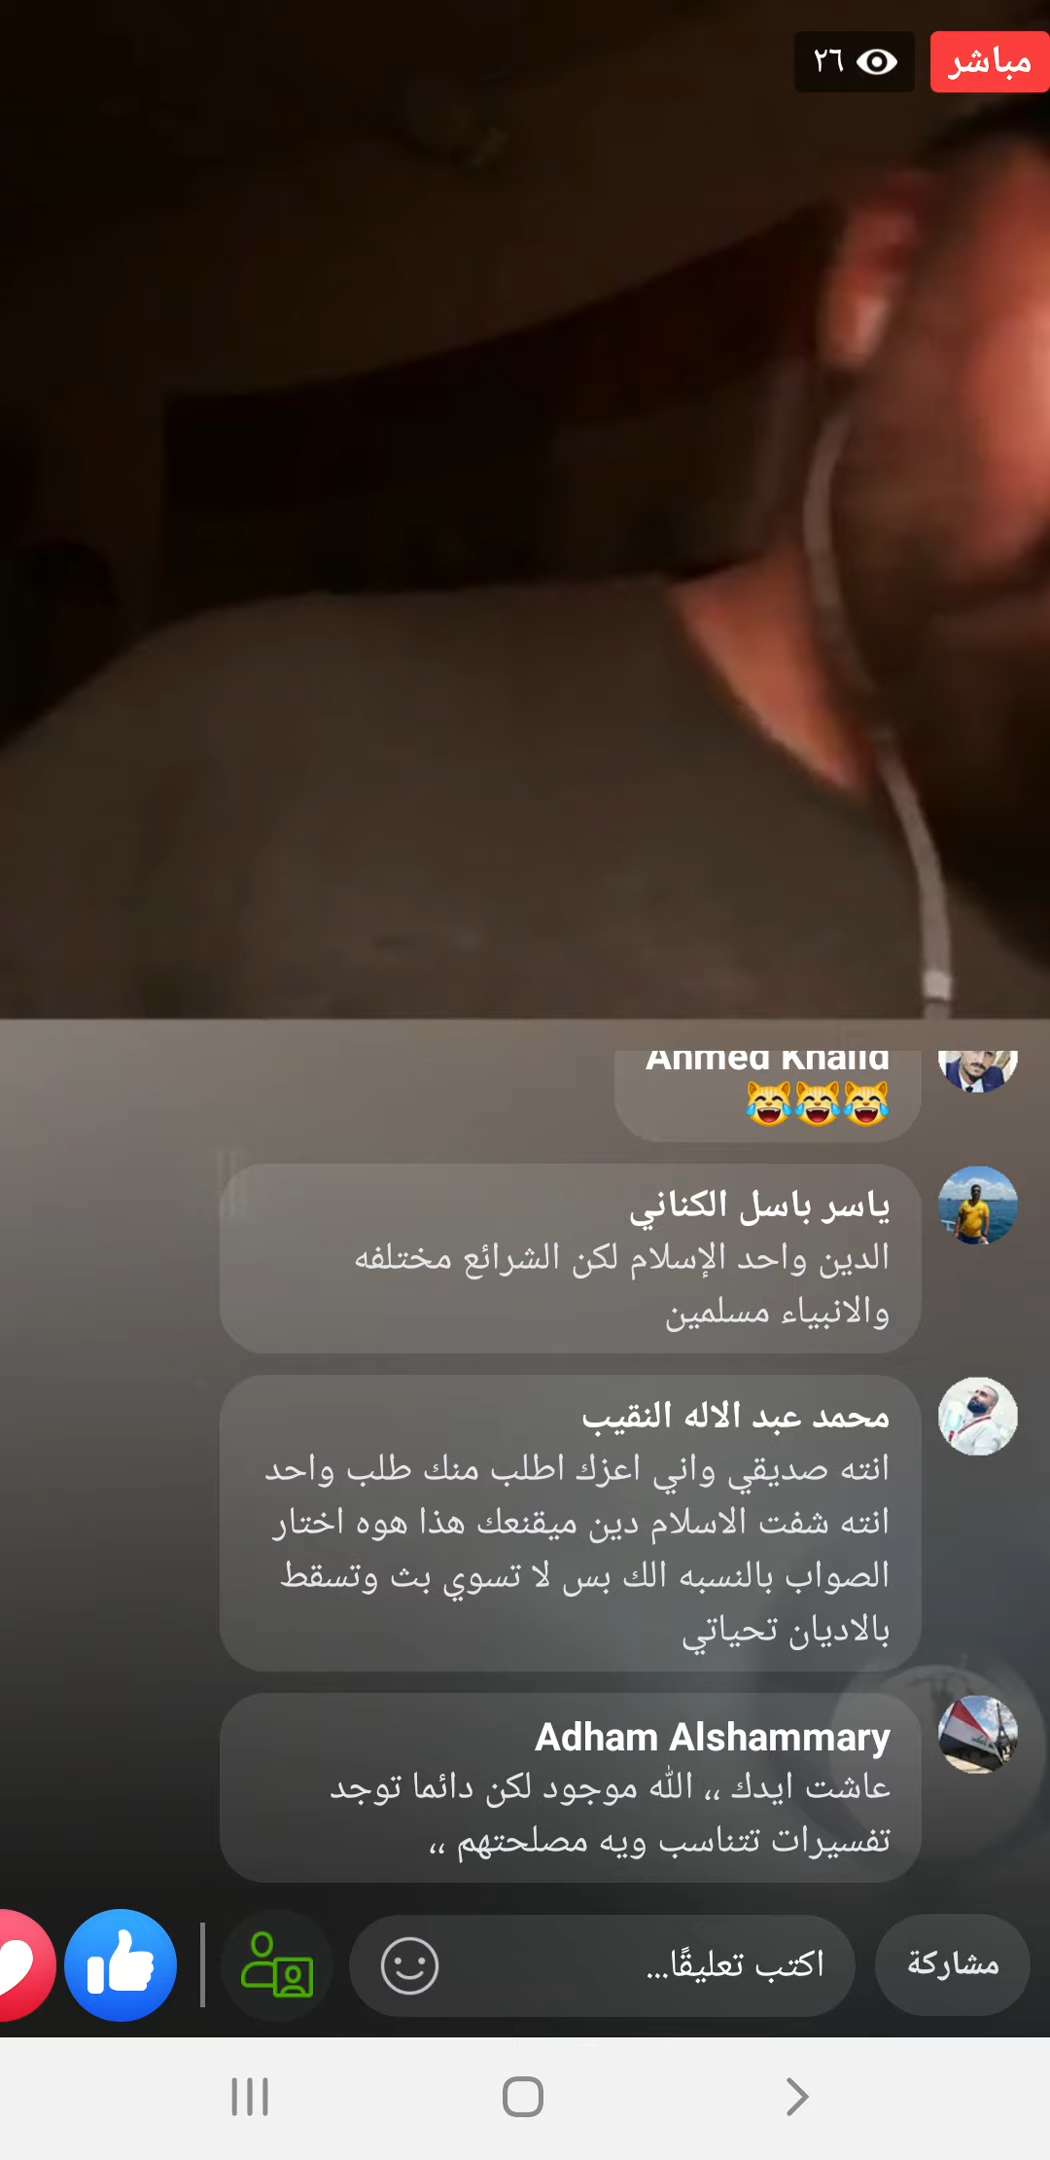 مباشر
٢٦
Ahmed Khalid
😹😹😹
ياسر باسل الكناني
الدين واحد الإسلام لكن الشرائع مختلفه
والانبياء مسلمين
محمد عبد الاله النقيب
انته صديقي واني اعزك اطلب منك طلب واحد
انته شفت الاسلام دين ميقنعك هذا هوه اختار
الصواب بالنسبه الك بس لا تسوي بث وتسقط
بالاديان تحياتي
Adham Alshammary
عاشت ايدك ،، الله موجود لكن دائما توجد
تفسيرات تتناسب ويه مصلحتهم ،،
مشاركة
اكتب تعليقًا...